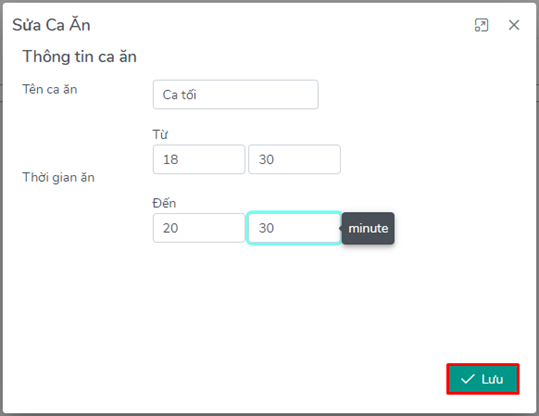 Sửa Ca Ăn
Thông tin ca ăn
Tên ca ăn
Ca tối
Từ
18 30
Thời gian ăn
Đến
20 30 minute
Lưu